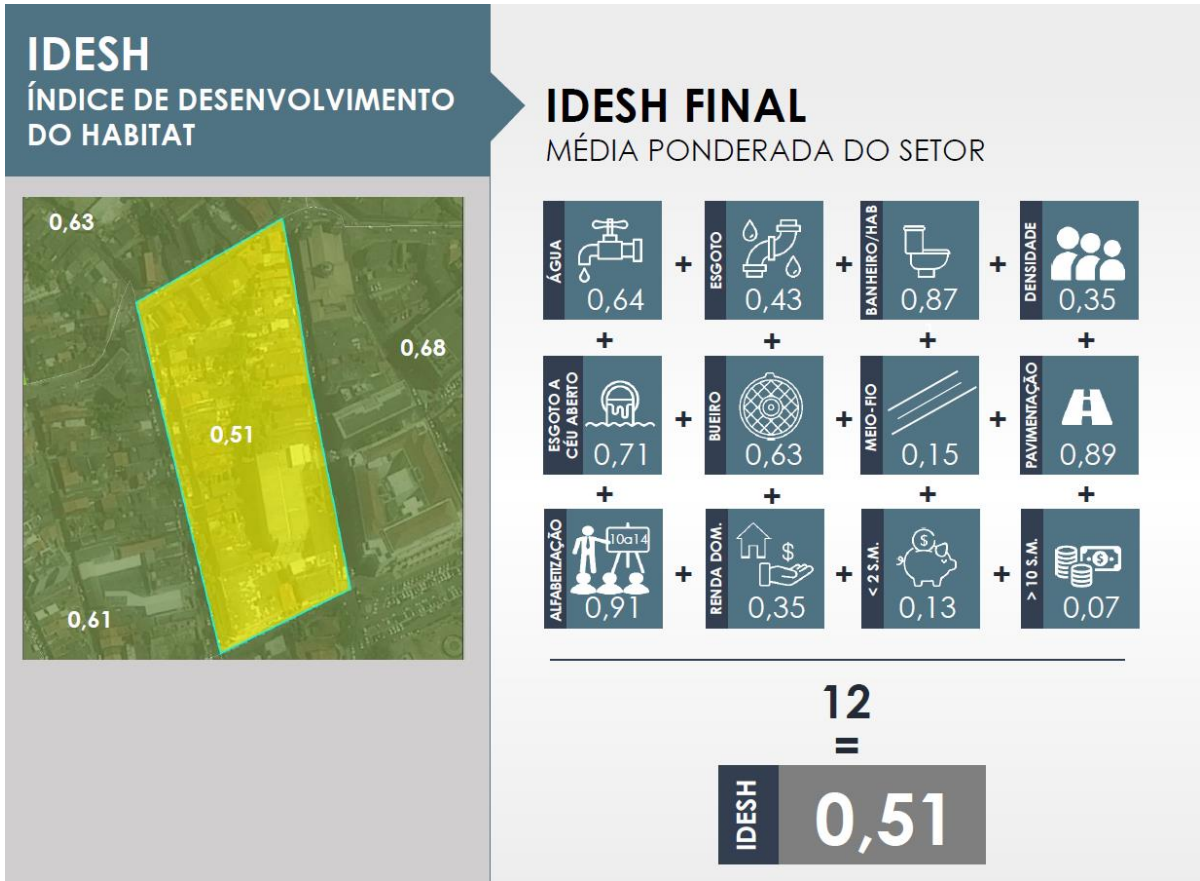 IDESH
ÍNDICE DE DESENVOLVIMENTO
DO HABITAT
0,63
0,68
0,51
0,61
IDESH FINAL
MÉDIA PONDERADA DO SETOR
ÁGUA
0,64
+
ESGOTO
0,43
+
BANHEIRO/HAB
0,87
+
DENSIDADE
0,35
+ + + +
ESGOTO A
CÉU ABERTO
0,71
+
BUEIRO
0,63
+
MEIO-FIO
0,15
+
PAVIMENTAÇÃO
0,89
+ + + +
ALFABETIZAÇÃO
10a14
0,91
+
RENDA DOM.
$
0,35
+
< 2 S.M.
$
0,13
+
> 10 S.M.
$
0,07
12
=
IDESH
0,51